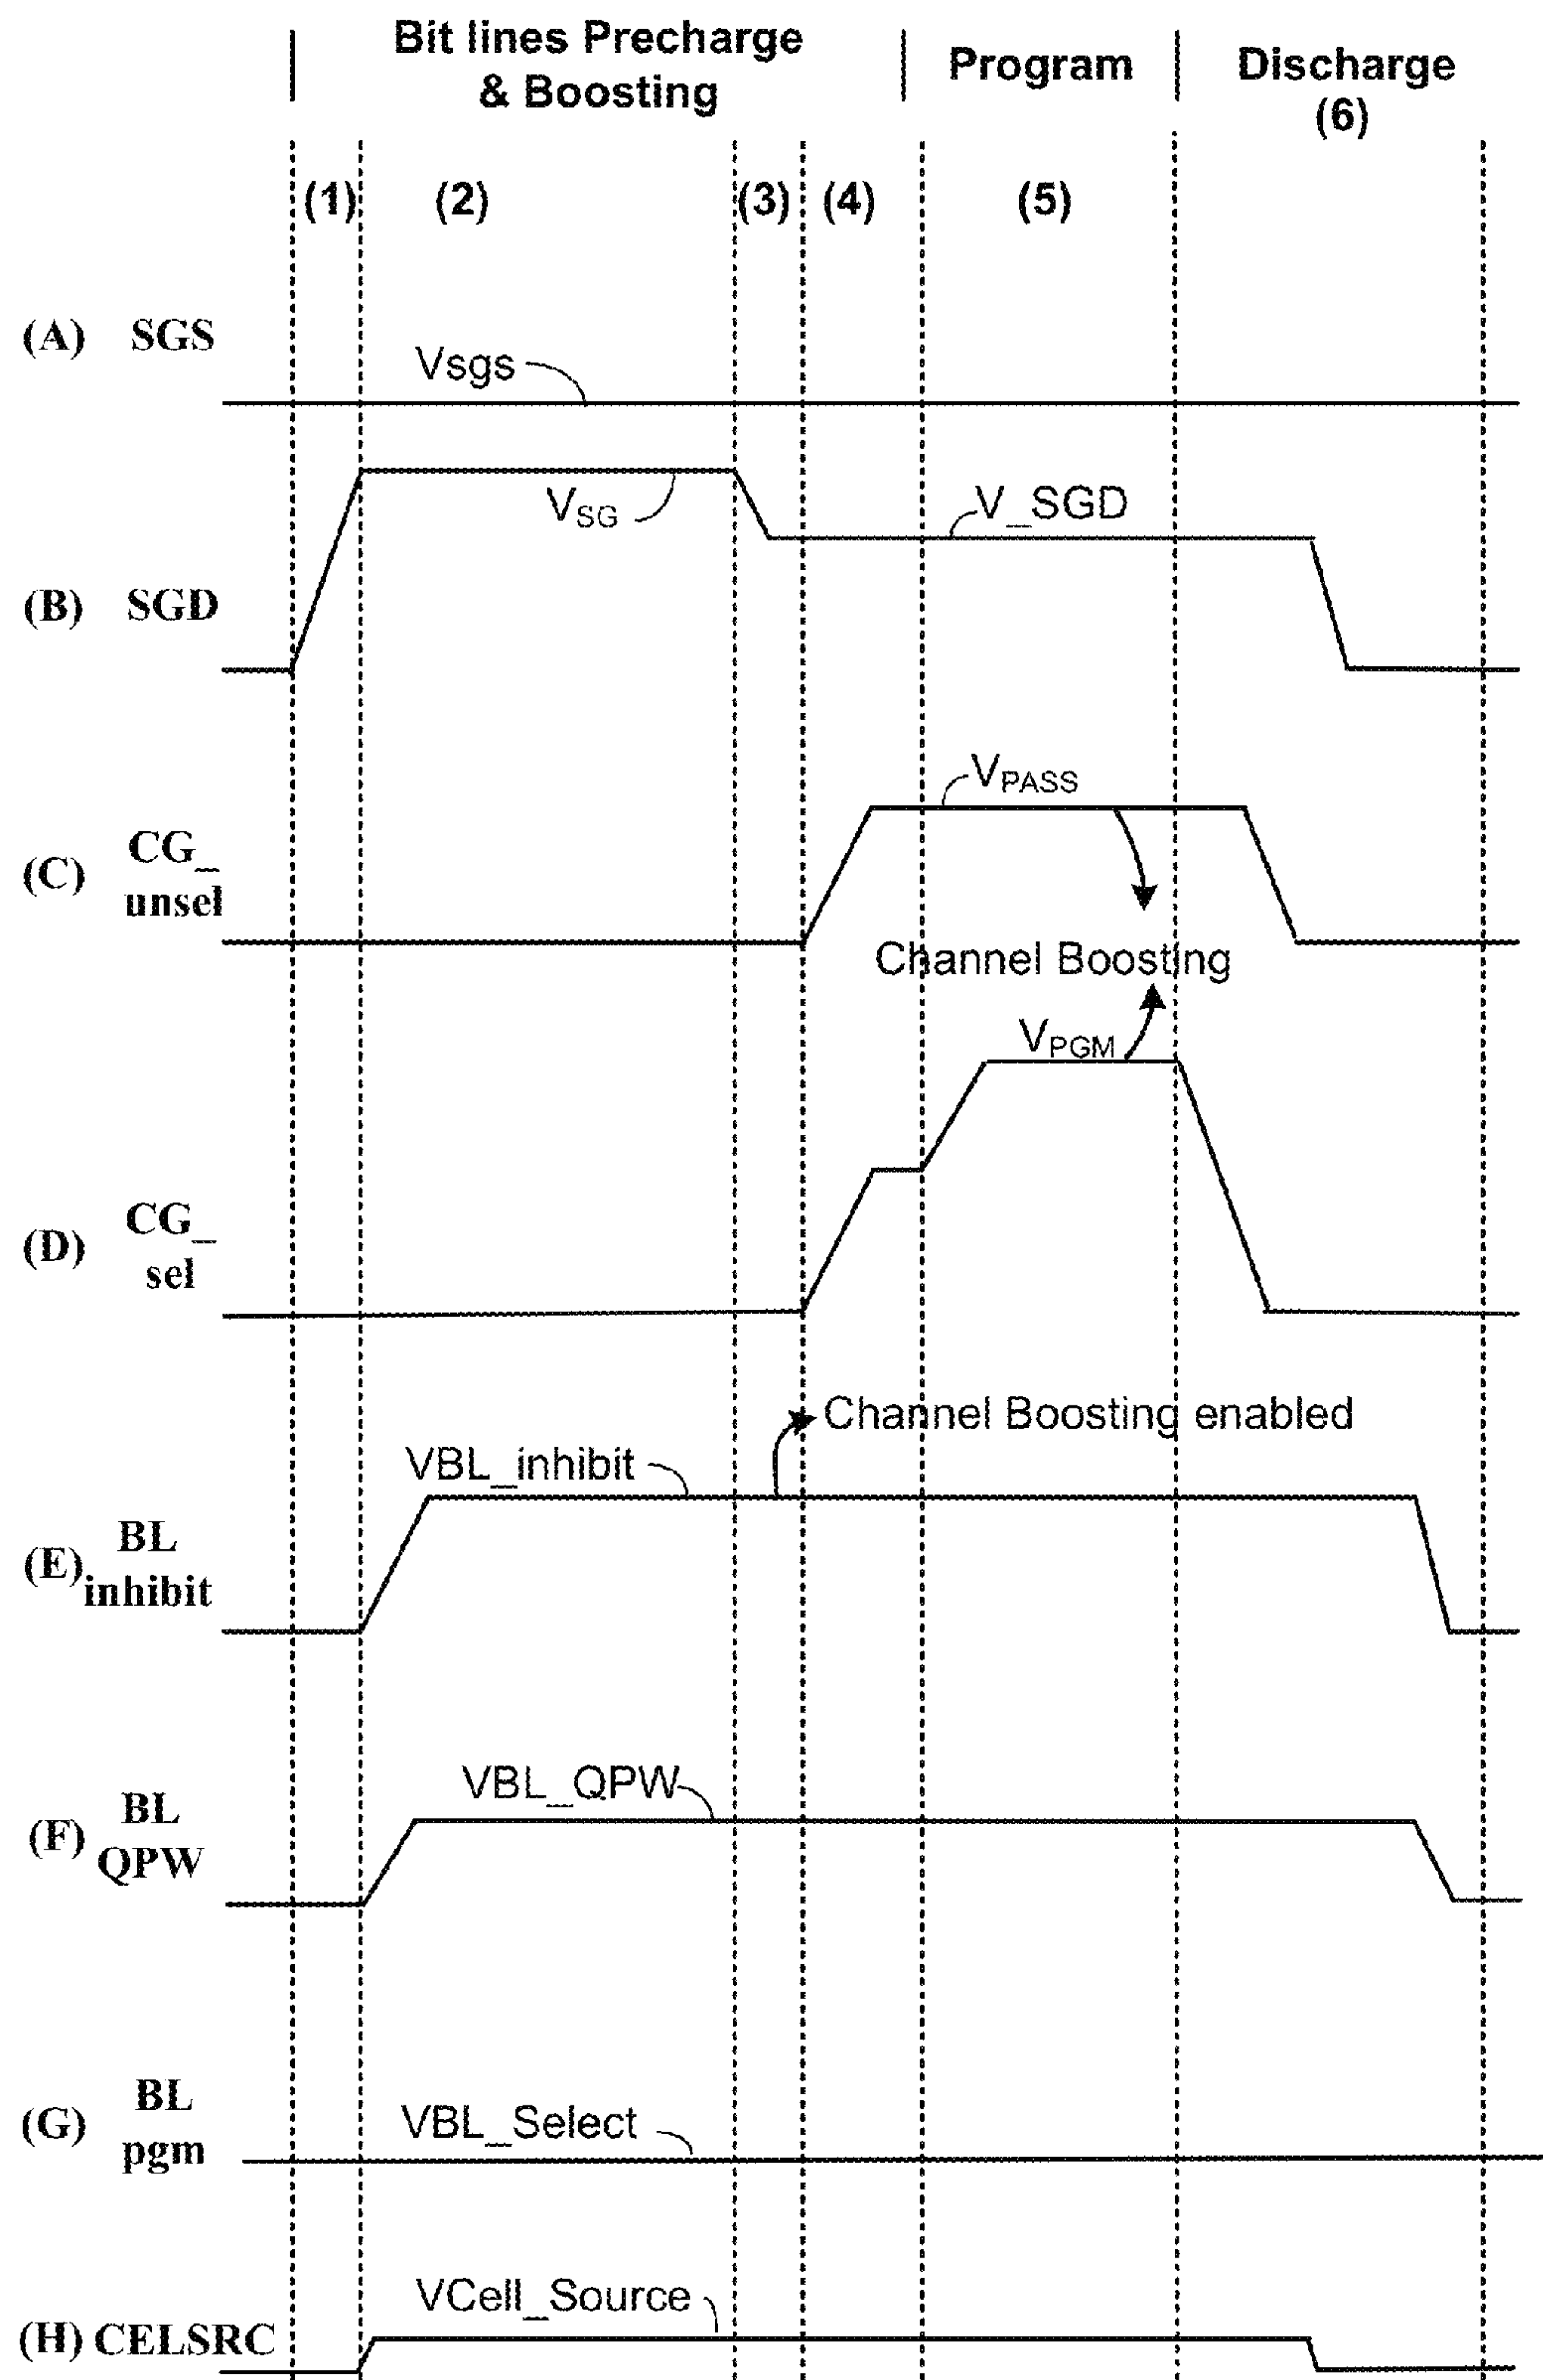 Bit lines Precharge
& Boosting
Program
Discharge
(6)
(1)
(2)
(3)
(4)
(5)
(A) SGS
Vsgs
VSG
V_SGD
(B) SGD
VPASS
(C) CG_
unsel
Channel Boosting
VPGM
(D) CG_
sel
Channel Boosting enabled
VBL_inhibit
(E) BL
inhibit
VBL_QPW
(F) BL
QPW
(G) BL
pgm
VBL_Select
VCell_Source
(H) CELSRC